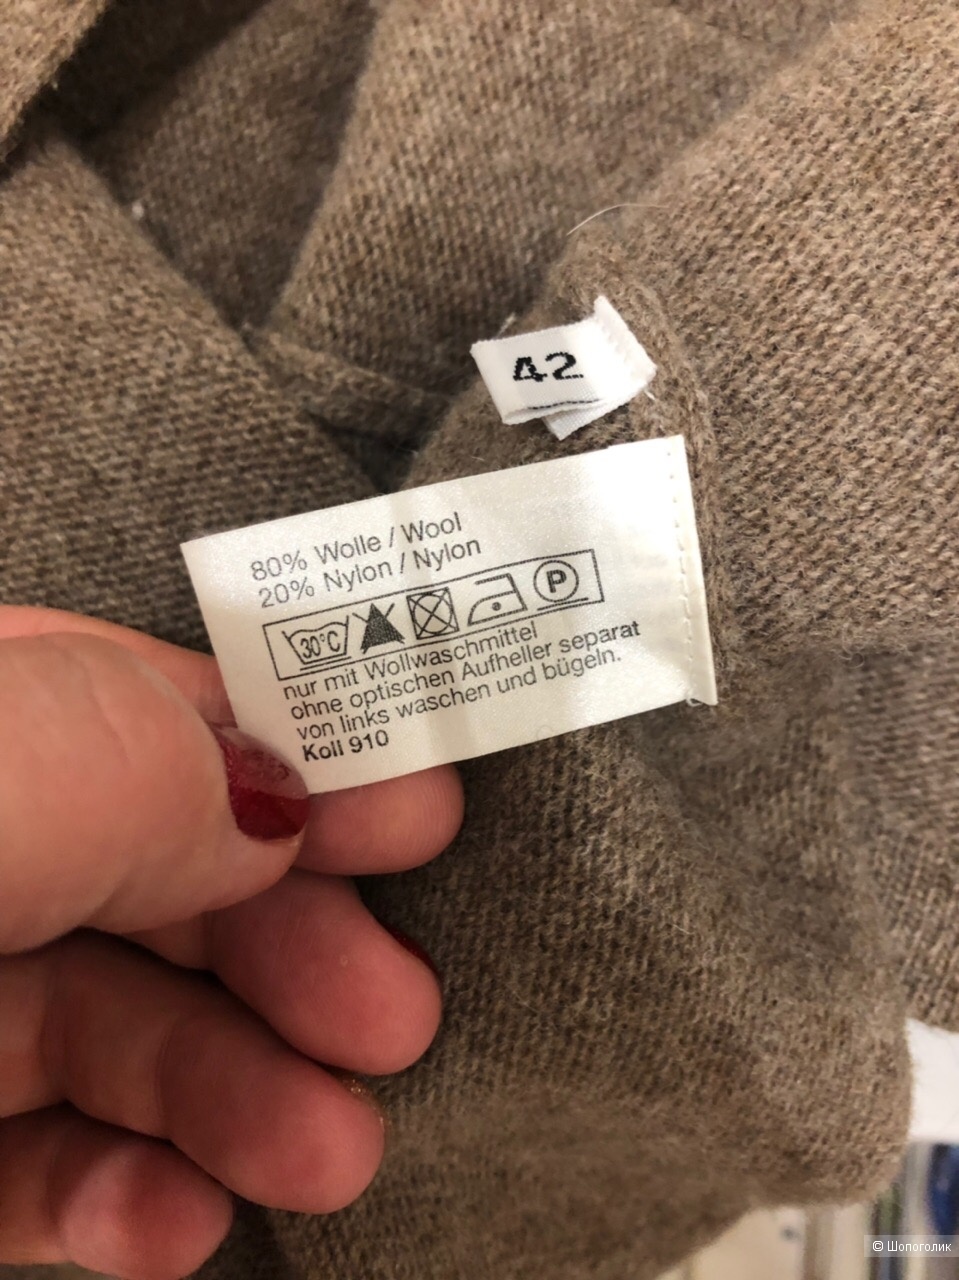 42
80% Wolle / Wool
20% Nylon / Nylon
30°C P
nur mit Wollwaschmittel
ohne optischen Aufheller separat
von links waschen und bügeln.
Koll 910
© Шопоголик